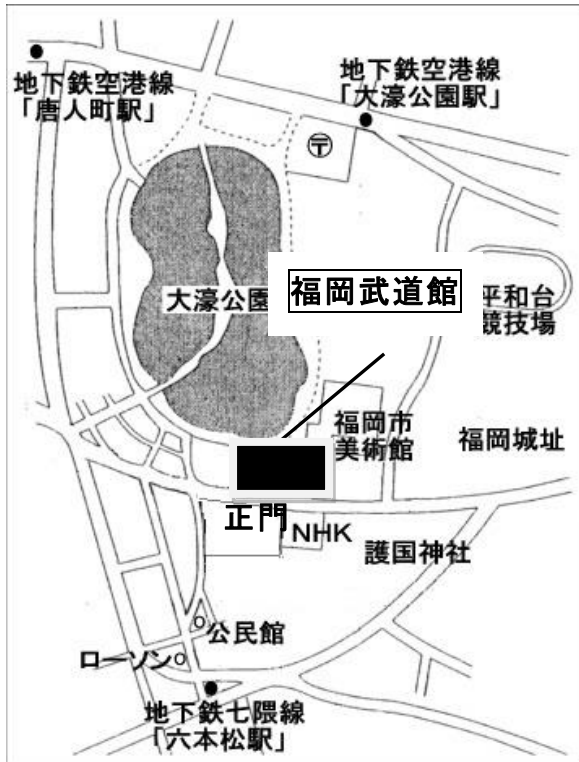 地下鉄空港線
「唐人町駅」
地下鉄空港線
「大濠公園駅」
〒
大濠公園
福岡武道館
平和台
競技場
福岡市
美術館
福岡城址
正門
NHK
護国神社
公民館
ローソン
地下鉄七隈線
「六本松駅」